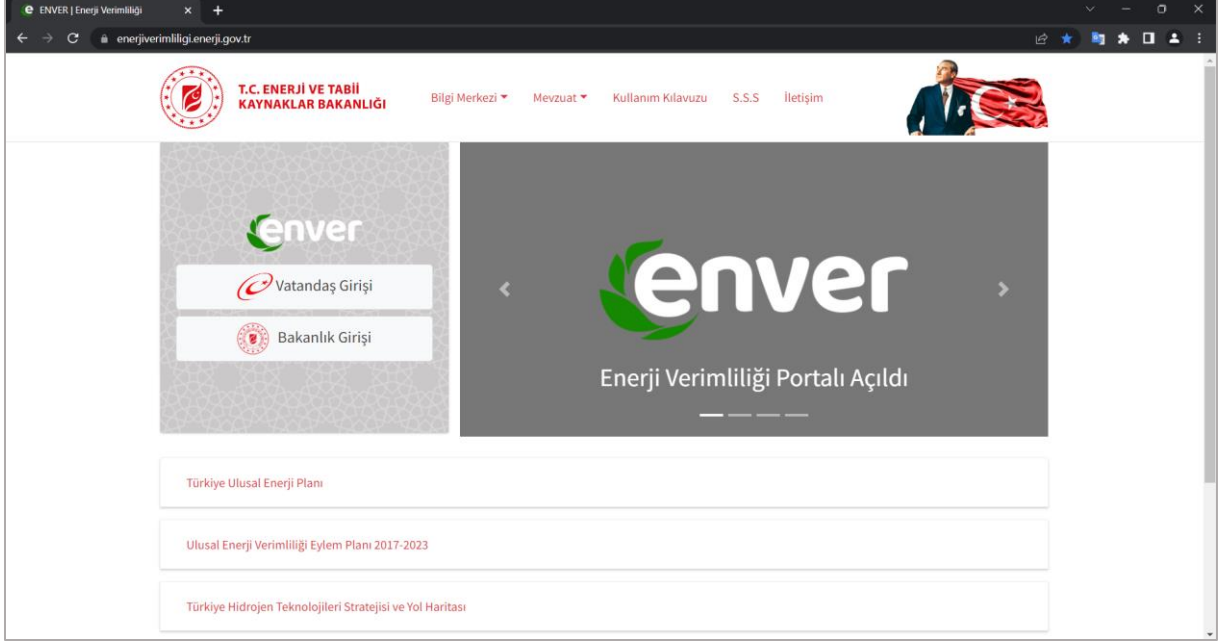 ENVER | Enerji Verimliliği
enerjiverimliligi.enerji.gov.tr
T.C. ENERJİ VE TABİİ
KAYNAKLAR BAKANLIĞI
Bilgi Merkezi
Mevzuat
Kullanım Kılavuzu
S.S.S
İletişim
enver
Vatandaş Girişi
Bakanlık Girişi
enver
Enerji Verimliliği Portalı Açıldı
Türkiye Ulusal Enerji Planı
Ulusal Enerji Verimliliği Eylem Planı 2017-2023
Türkiye Hidrojen Teknolojileri Stratejisi ve Yol Haritası